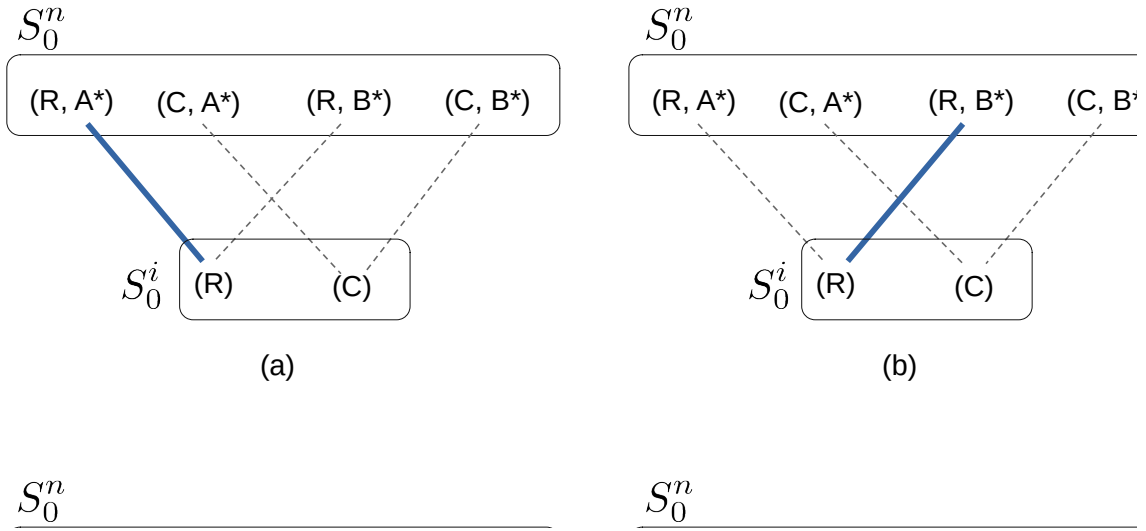 S_0^n S_0^n
(R, A*) (C, A*) (R, B*) (C, B*) (R, A*) (C, A*) (R, B*) (C, B*
S_0^i (R) (C) S_0^i (R) (C)
(a) (b)
S_0^n S_0^n